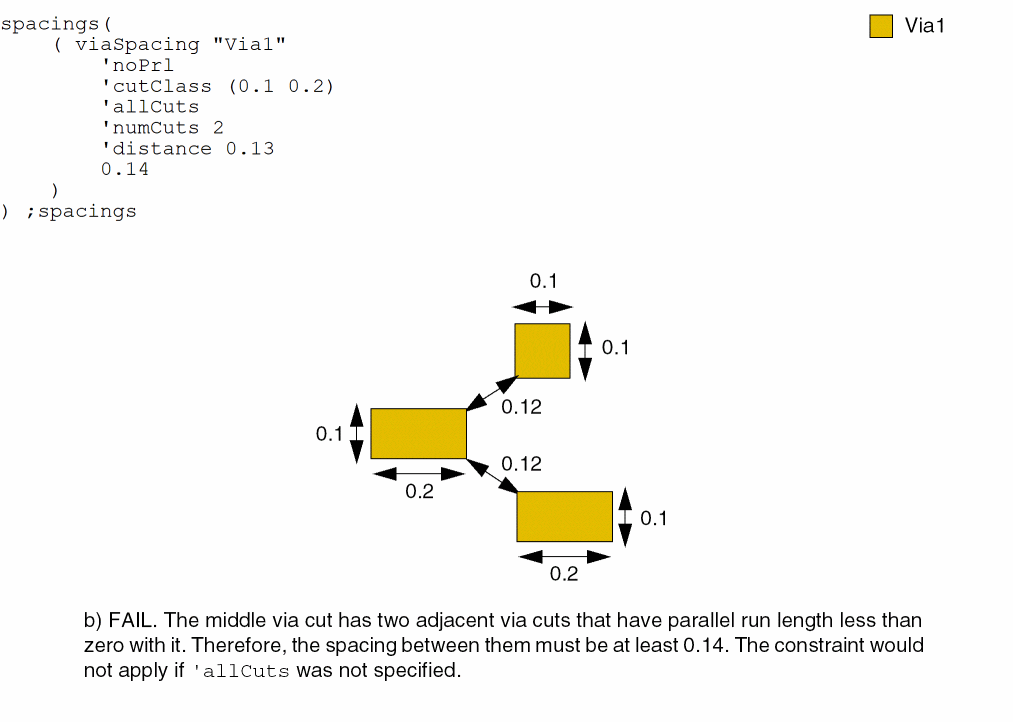 spacings(
( viaSpacing "Via1"
'noPrl
'cutClass (0.1 0.2)
'allCuts
'numCuts 2
'distance 0.13
0.14
)
) ;spacings
Via1
0.1
0.1
0.12
0.1
0.12
0.2
0.1
0.2
b) FAIL. The middle via cut has two adjacent via cuts that have parallel run length less than
zero with it. Therefore, the spacing between them must be at least 0.14. The constraint would
not apply if 'allCuts was not specified.